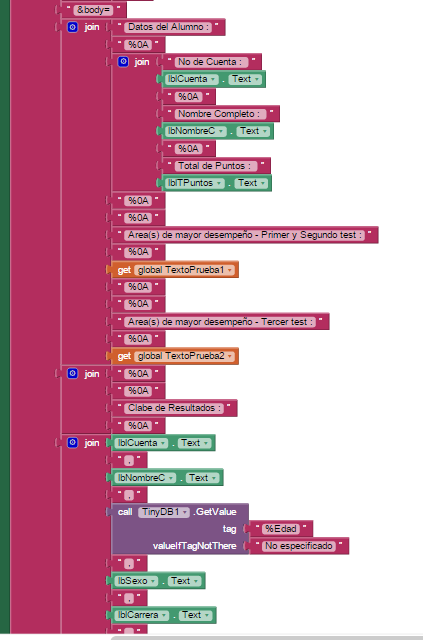 " &body= "
join " Datos del Alumno : "
" %0A "
join " No de Cuenta : "
lblCuenta . Text
" %0A "
" Nombre Completo : "
lbNombreC . Text
" %0A "
" Total de Puntos : "
lblTPuntos . Text
" %0A "
" %0A "
" Area(s) de mayor desempeño - Primer y Segundo test : "
" %0A "
get global TextoPrueba1
" %0A "
" %0A "
" Area(s) de mayor desempeño - Tercer test : "
" %0A "
get global TextoPrueba2
join " %0A "
" %0A "
" Clabe de Resultados : "
" %0A "
join lblCuenta . Text
" , "
lbNombreC . Text
" , "
call TinyDB1 .GetValue
tag " %Edad "
valueIfTagNotThere " No especificado "
" , "
lbSexo . Text
" , "
lblCarrera . Text